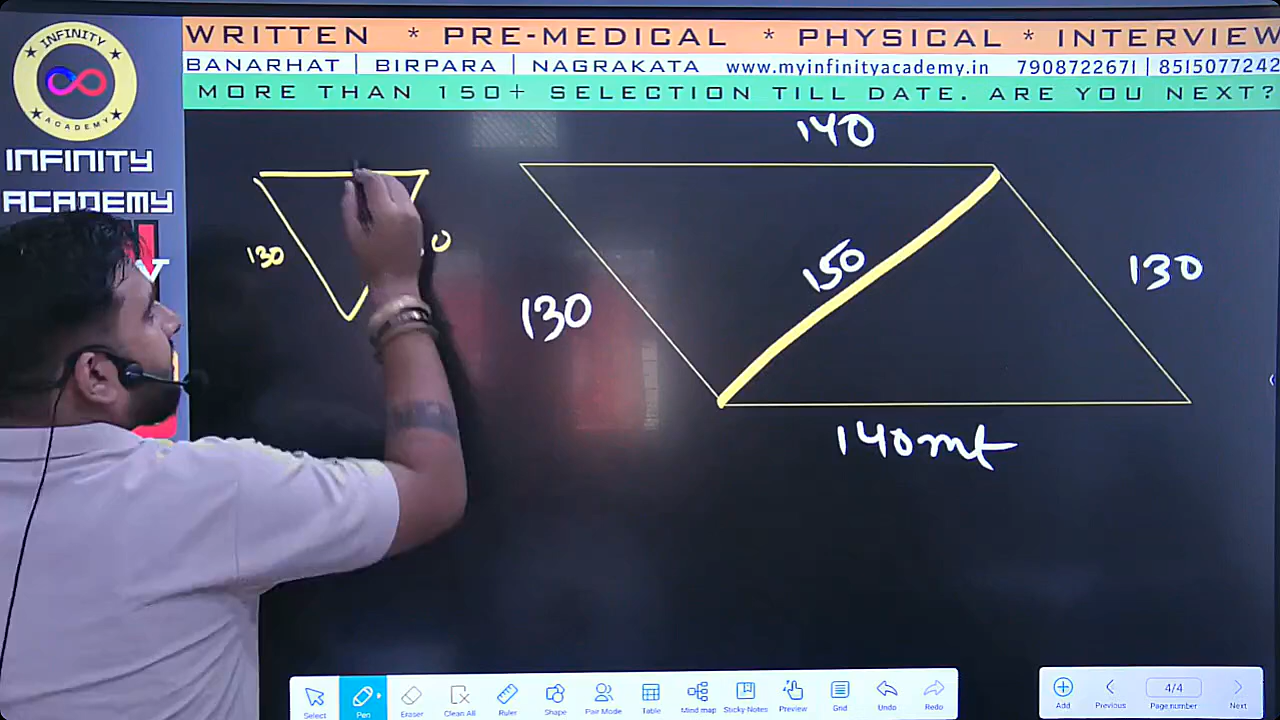 INFINITY
ACADEMY
WRITTEN * PRE-MEDICAL * PHYSICAL * INTERVIEW
BANARHAT | BIRPARA | NAGRAKATA www.myinfinityacademy.in 7908722671 | 8515077242
MORE THAN 150+ SELECTION TILL DATE. ARE YOU NEXT?
INFINITY
ACADEMY
140
130
0
150
130
130
140mt
Select
Pen
Eraser
Clean All
Ruler
Shape
Pair Mode
Table
Mind map
Sticky-Notes
Preview
Grid
Undo
Redo
Add
Previous
4/4
Page number
Next